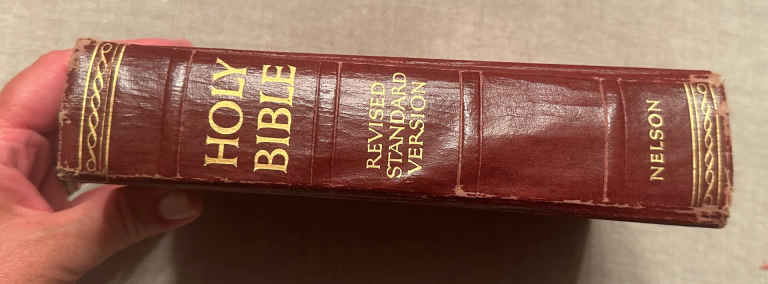 HOLY
BIBLE
REVISED
STANDARD
VERSION
NELSON